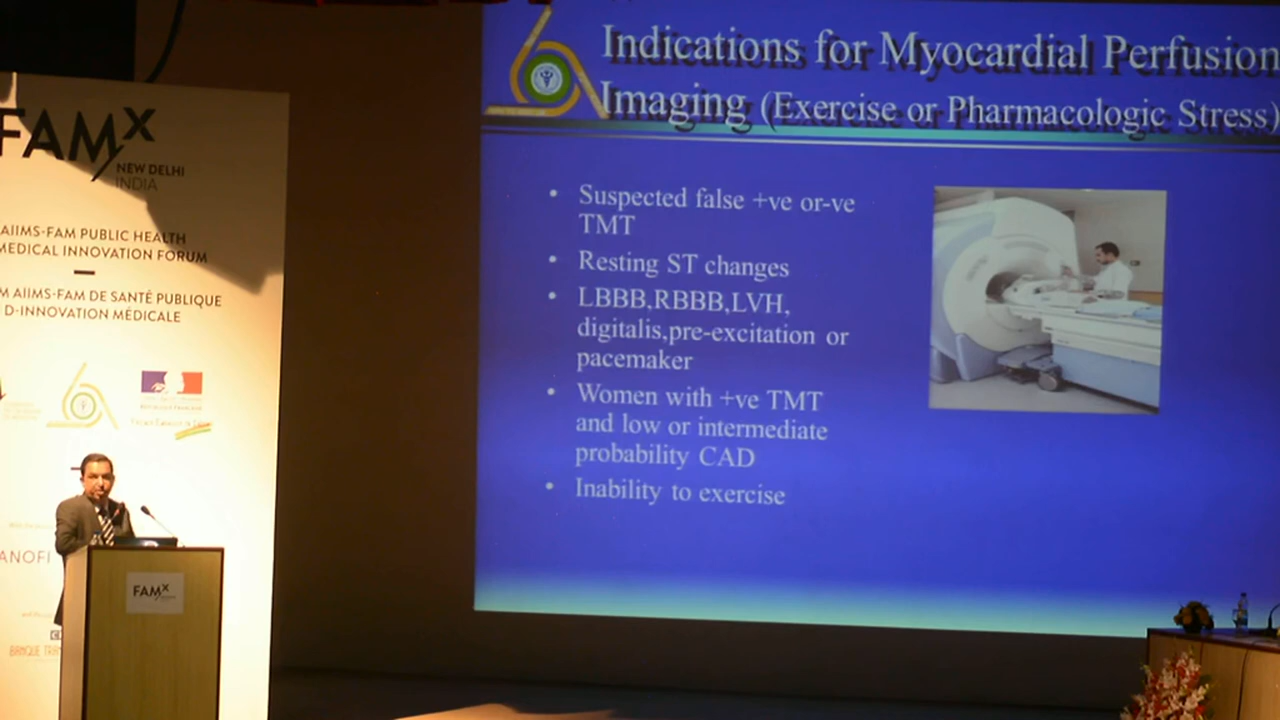 FAMx
NEW DELHI
INDIA
AIIMS-FAM PUBLIC HEALTH
MEDICAL INNOVATION FORUM
M AIIMS-FAM DE SANTÉ PUBLIQUE
D-INNOVATION MÉDICALE
ANOFI
BANQUE TRAN
FAMx
Indications for Myocardial Perfusion
Imaging (Exercise or Pharmacologic Stress)
• Suspected false +ve or-ve
TMT
• Resting ST changes
• LBBB,RBBB,LVH,
digitalis,pre-excitation or
pacemaker
• Women with +ve TMT
and low or intermediate
probability CAD
• Inability to exercise